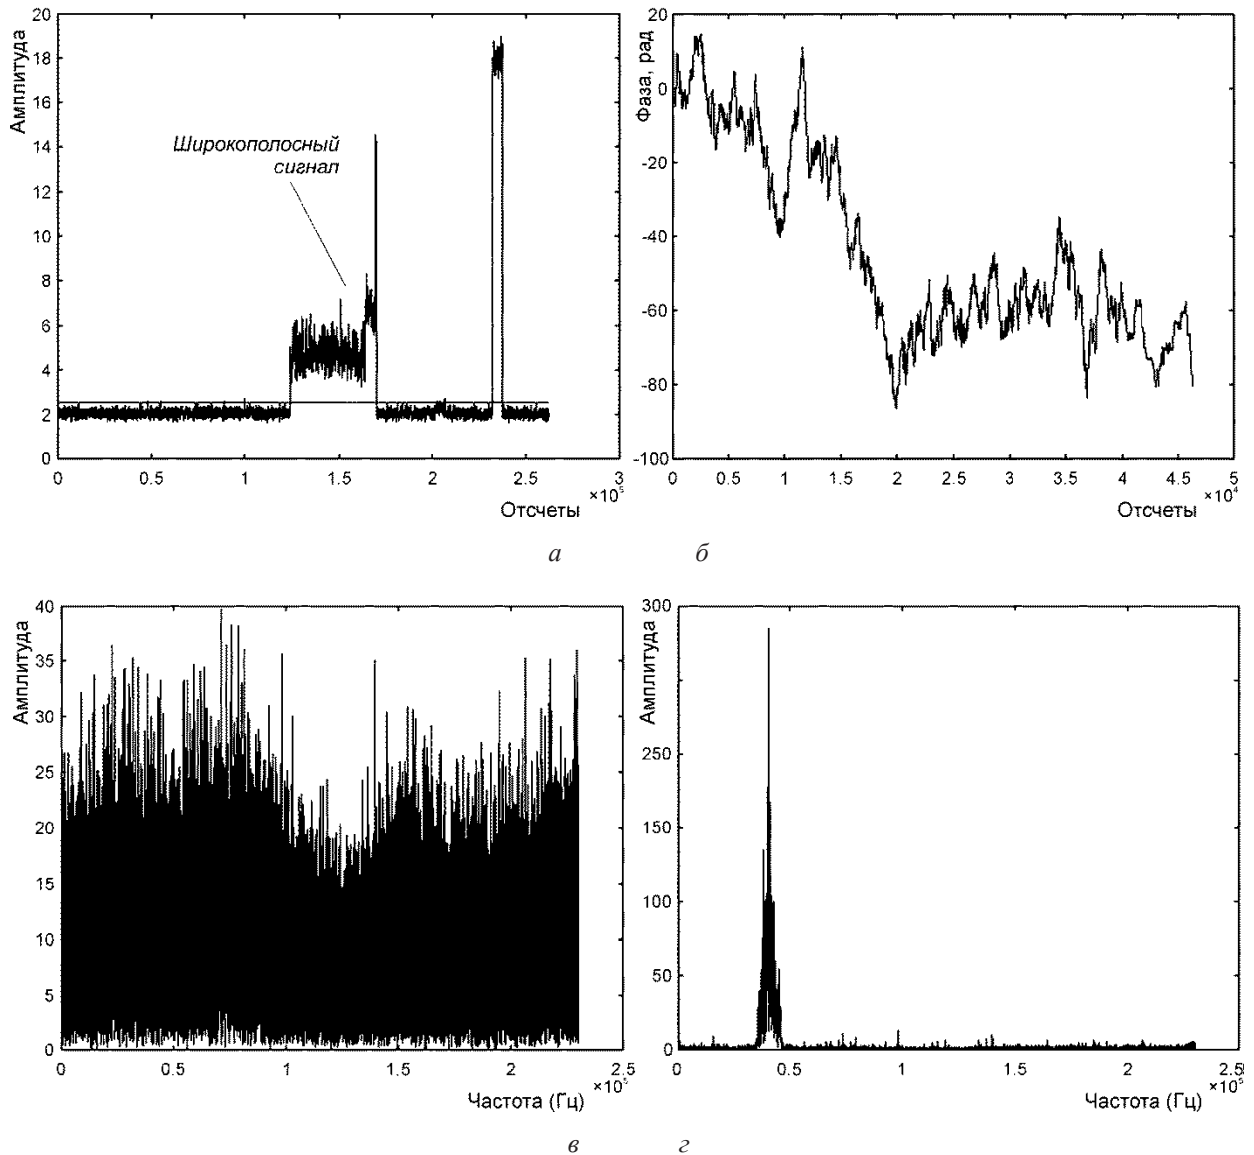 Амплитуда
20
18
16
14
12
10
8
6
4
2
0
Широкополосный
сигнал
0 0.5 1 1.5 2 2.5 3
×10⁵
Отсчеты
Фаза, рад
20
0
-20
-40
-60
-80
-100
0 0.5 1 1.5 2 2.5 3 3.5 4 4.5 5
×10⁴
Отсчеты
а б
Амплитуда
40
35
30
25
20
15
10
5
0
0 0.5 1 1.5 2 2.5
×10⁵
Частота (Гц)
Амплитуда
300
250
150
100
50
0
0 0.5 1 1.5 2 2.5
×10⁵
Частота (Гц)
в г